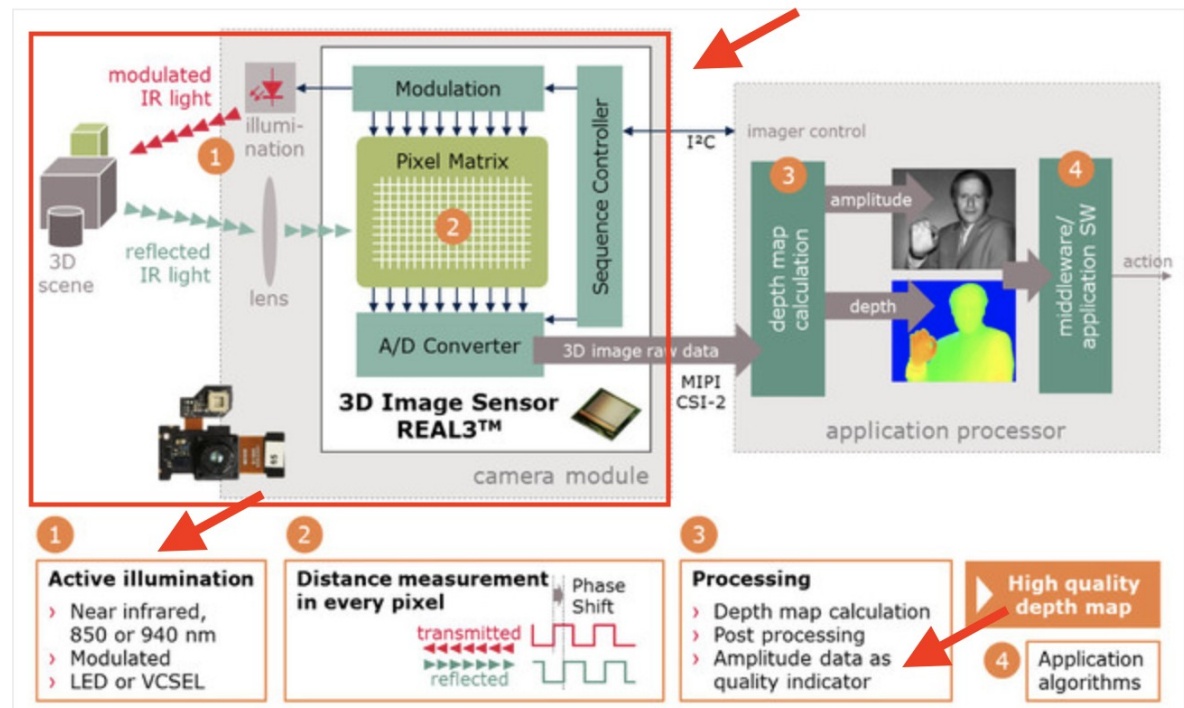 modulated
IR light
illumi-
nation
1
reflected
IR light
3D
scene
lens
Modulation
Pixel Matrix
2
A/D Converter
Sequence Controller
3D Image Sensor
REAL3™
camera module
3D image raw data
I²C
MIPI
CSI-2
imager control
3
depth map
calculation
amplitude
depth
4
middleware/
application SW
action
application processor
1
Active illumination
› Near infrared,
850 or 940 nm
› Modulated
› LED or VCSEL
2
Distance measurement
in every pixel
Phase
Shift
transmitted
reflected
3
Processing
› Depth map calculation
› Post processing
› Amplitude data as
quality indicator
High quality
depth map
4
Application
algorithms